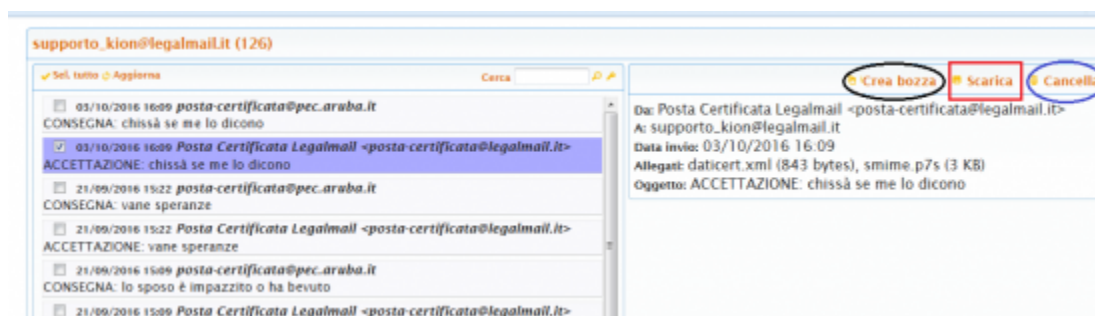 supporto_kion@legalmail.it (126)
Sel. tutto Aggiorna Cerca
03/10/2016 16:09 posta-certificata@pec.aruba.it
CONSEGNA: chissà se me lo dicono
03/10/2016 16:09 Posta Certificata Legalmail <posta-certificata@legalmail.it>
ACCETTAZIONE: chissà se me lo dicono
21/09/2016 15:22 posta-certificata@pec.aruba.it
CONSEGNA: vane speranze
21/09/2016 15:22 Posta Certificata Legalmail <posta-certificata@legalmail.it>
ACCETTAZIONE: vane speranze
21/09/2016 15:09 posta-certificata@pec.aruba.it
CONSEGNA: lo sposo è impazzito o ha bevuto
21/09/2016 15:09 Posta Certificata Legalmail <posta-certificata@legalmail.it>
Crea bozza Scarica Cancella
Da: Posta Certificata Legalmail <posta-certificata@legalmail.it>
A: supporto_kion@legalmail.it
Data invio: 03/10/2016 16:09
Allegati: daticert.xml (843 bytes), smime.p7s (3 KB)
Oggetto: ACCETTAZIONE: chissà se me lo dicono